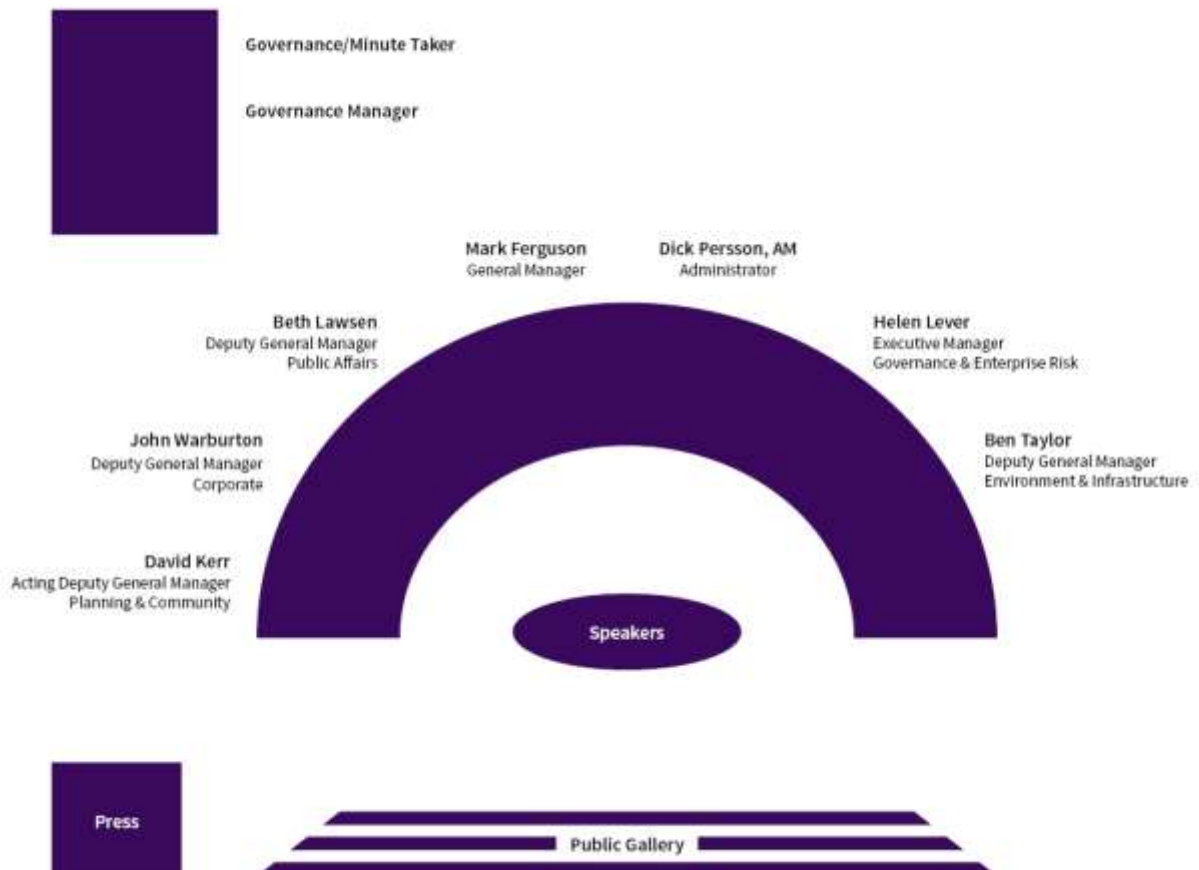 Governance/Minute Taker
Governance Manager
Mark Ferguson
General Manager
Dick Persson, AM
Administrator
Beth Lawsen
Deputy General Manager
Public Affairs
Helen Lever
Executive Manager
Governance & Enterprise Risk
John Warburton
Deputy General Manager
Corporate
Ben Taylor
Deputy General Manager
Environment & Infrastructure
David Kerr
Acting Deputy General Manager
Planning & Community
Speakers
Press
Public Gallery